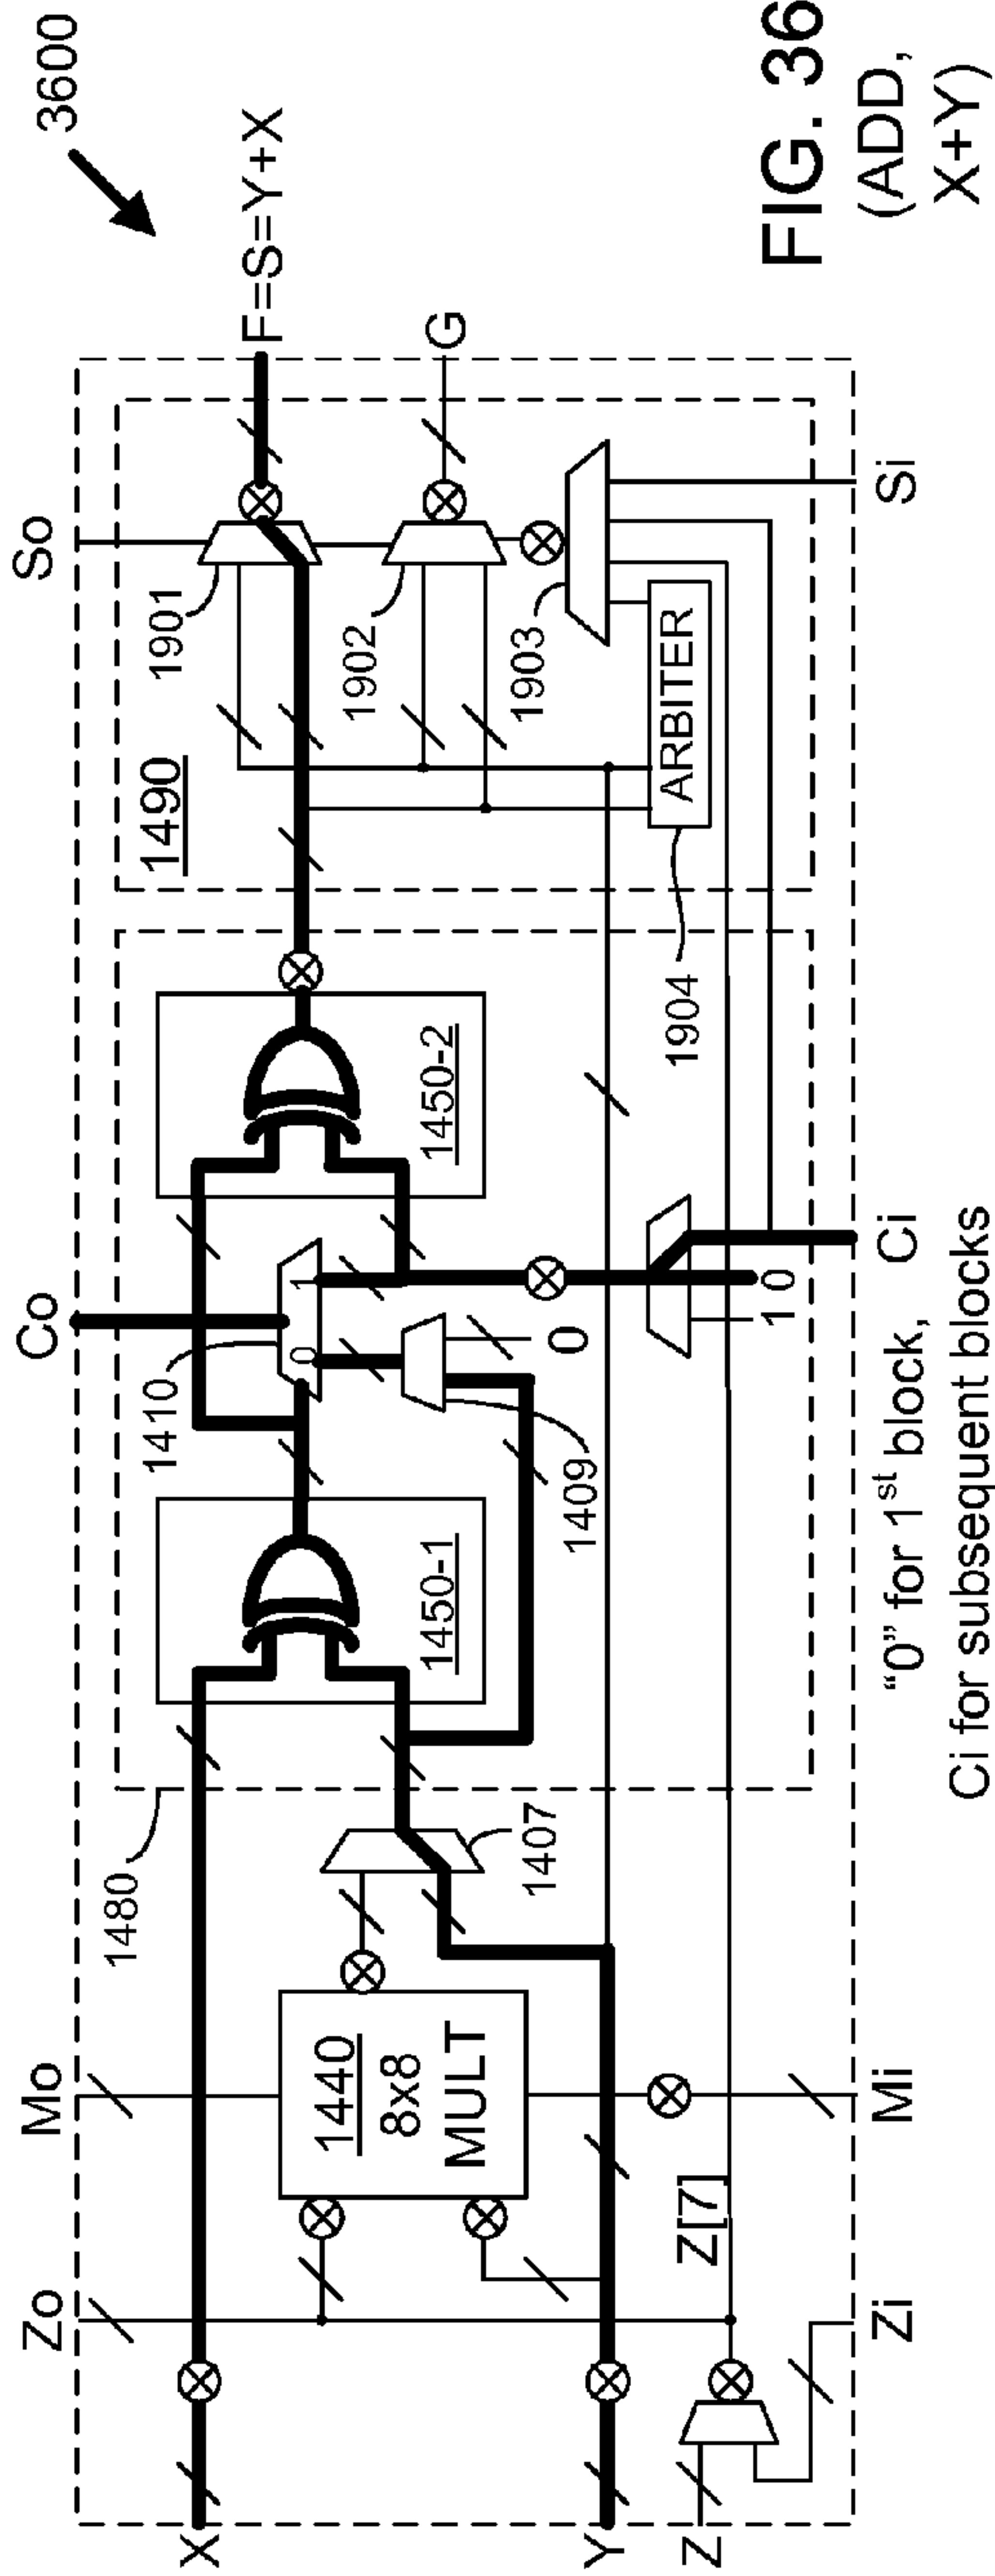 3600
Zo
Mo
Co
So
X
Y
Z
Zi
Mi
Ci
Si
1480
1440
8x8
MULT
Z[7]
1407
1450-1
1409
1410
0
1
0
1
0
1450-2
1490
1901
1902
1903
ARBITER
1904
F=S=Y+X
G
"0" for 1st block,
Ci for subsequent blocks
FIG. 36
(ADD,
X+Y)